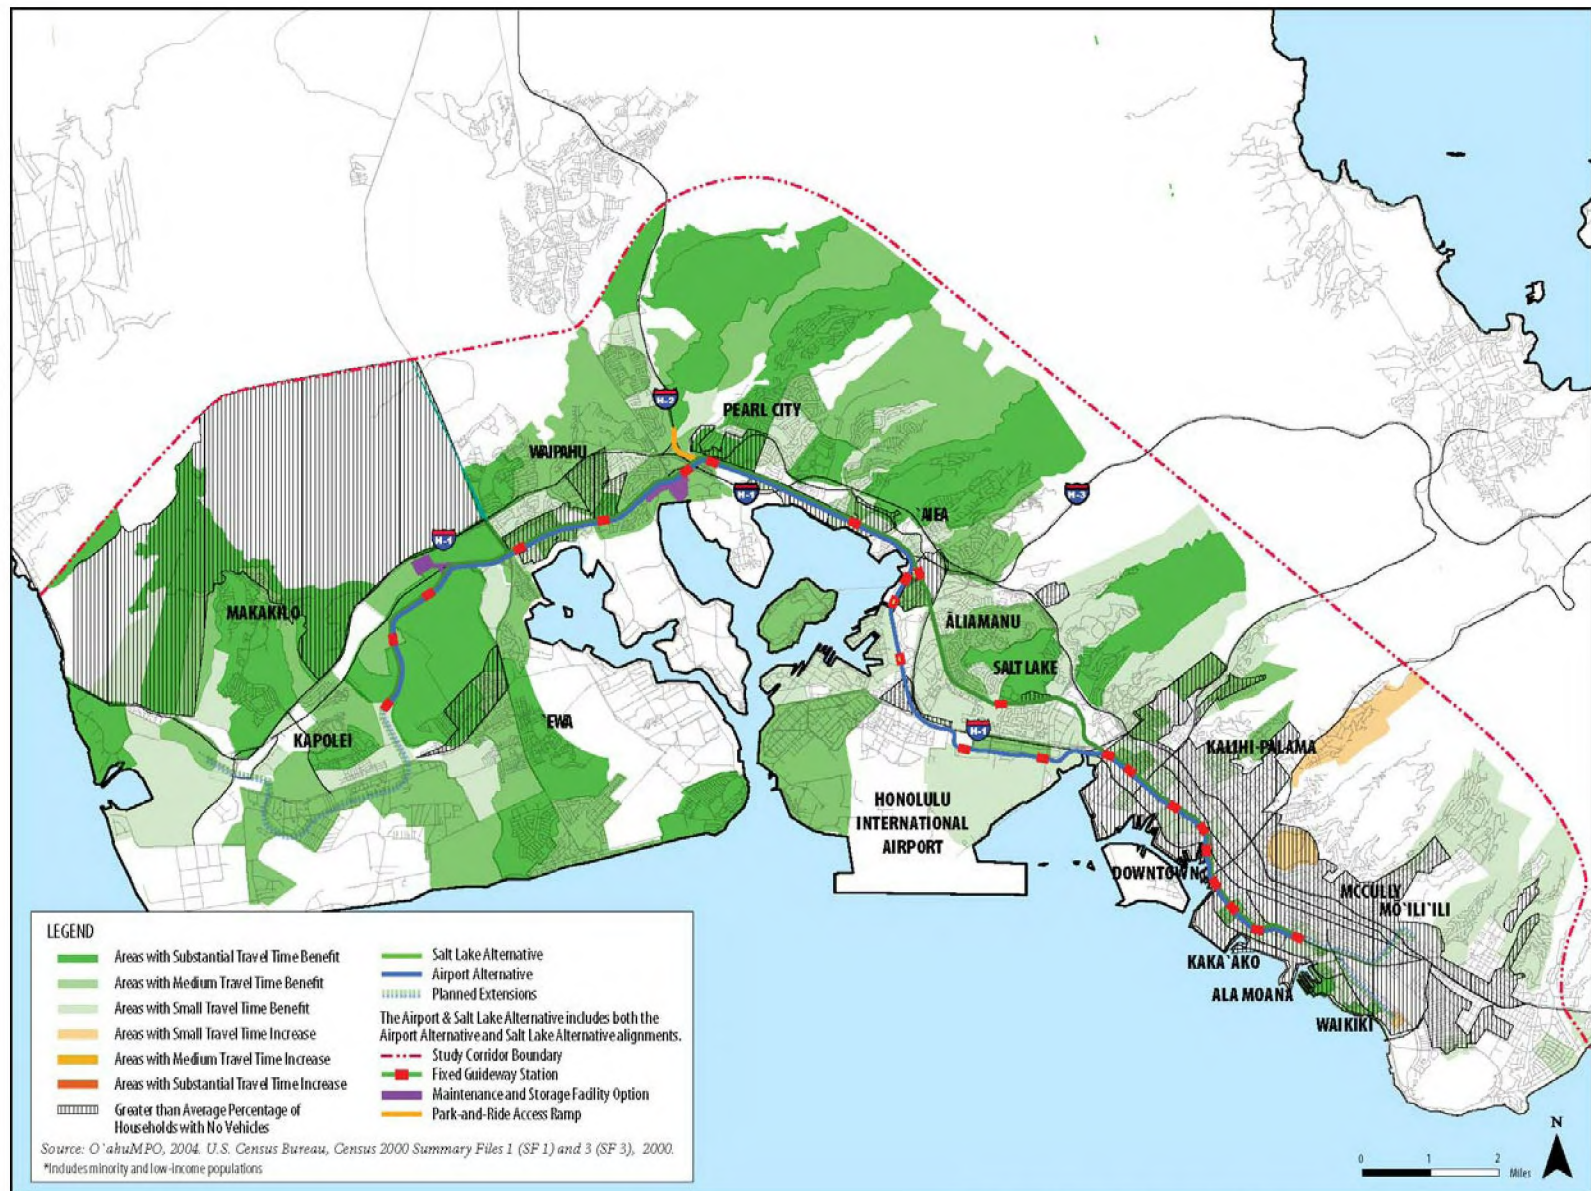 H-2
PEARL CITY
WAIPAHU
H-1
H-3
`AIEA
H-1
MAKAKILO
ĀLIAMANU
SALT LAKE
`EWA
KAPOLEI
H-1
KALIHI-PALAMA
HONOLULU
INTERNATIONAL
AIRPORT
DOWNTOWN
MCCULLY
MO`ILI`ILI
KAKA`AKO
ALA MOANA
WAIKIKI
LEGEND
Areas with Substantial Travel Time Benefit
Areas with Medium Travel Time Benefit
Areas with Small Travel Time Benefit
Areas with Small Travel Time Increase
Areas with Medium Travel Time Increase
Areas with Substantial Travel Time Increase
Greater than Average Percentage of
Households with No Vehicles
Salt Lake Alternative
Airport Alternative
Planned Extensions
The Airport & Salt Lake Alternative includes both the
Airport Alternative and Salt Lake Alternative alignments.
Study Corridor Boundary
Fixed Guideway Station
Maintenance and Storage Facility Option
Park-and-Ride Access Ramp
Source: O`ahuMPO, 2004. U.S. Census Bureau, Census 2000 Summary Files 1 (SF 1) and 3 (SF 3), 2000.
*Includes minority and low-income populations
N
0 1 2
Miles